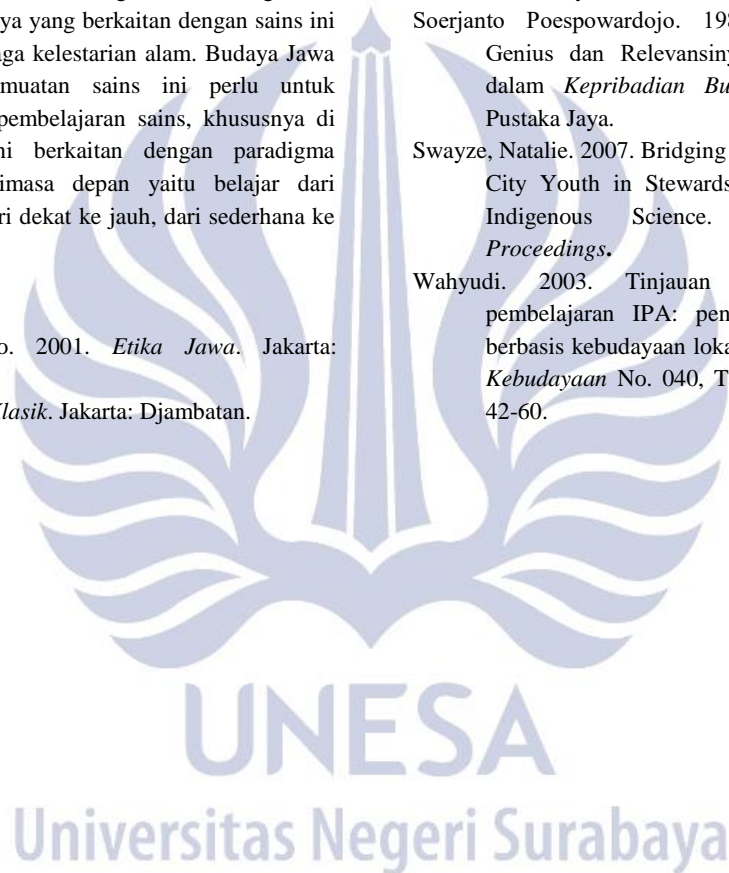 ya yang berkaitan dengan sains ini
aga kelestarian alam. Budaya Jawa
muatan sains ini perlu untuk
pembelajaran sains, khususnya di
ni berkaitan dengan paradigma
imasa depan yaitu belajar dari
ri dekat ke jauh, dari sederhana ke
o. 2001. Etika Jawa. Jakarta:
Klasik. Jakarta: Djambatan.
Soerjanto Poespowardojo. 198
Genius dan Relevansiny
dalam Kepribadian Bu
Pustaka Jaya.
Swayze, Natalie. 2007. Bridging
City Youth in Stewards
Indigenous Science.
Proceedings.
Wahyudi. 2003. Tinjauan
pembelajaran IPA: pen
berbasis kebudayaan loka
Kebudayaan No. 040, T
42-60.
UNESA
Universitas Negeri Surabaya